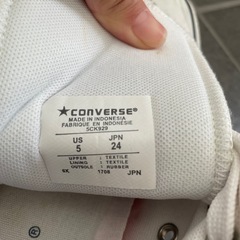 ★CONVERSE®
MADE IN INDONESIA
FABRIQUE EN INDONESIE
5CK929
US JPN
5 24
UPPER : TEXTILE
LINING : TEXTILE
OUTSOLE : RUBBER
SK 1708 JPN